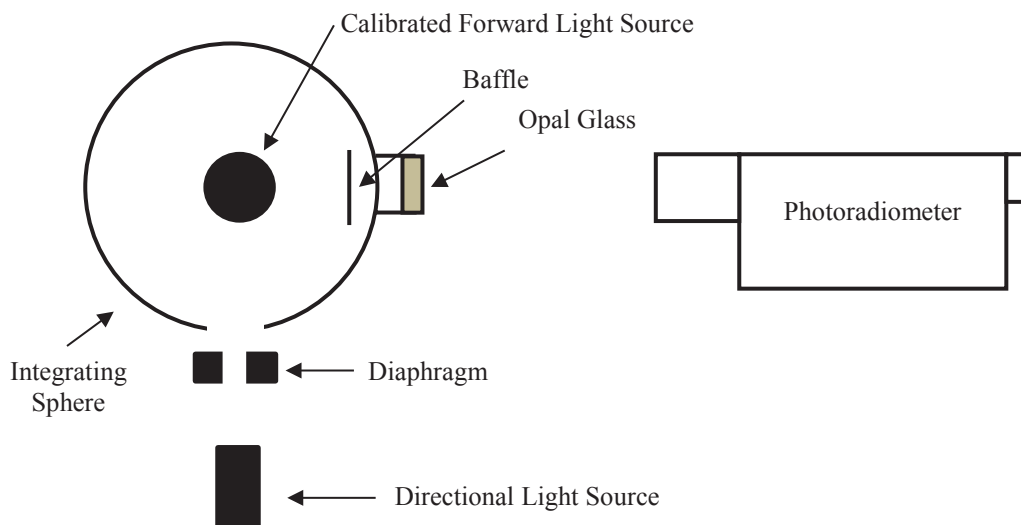 Calibrated Forward Light Source
Baffle
Opal Glass
Photoradiometer
Integrating
Sphere
Diaphragm
Directional Light Source